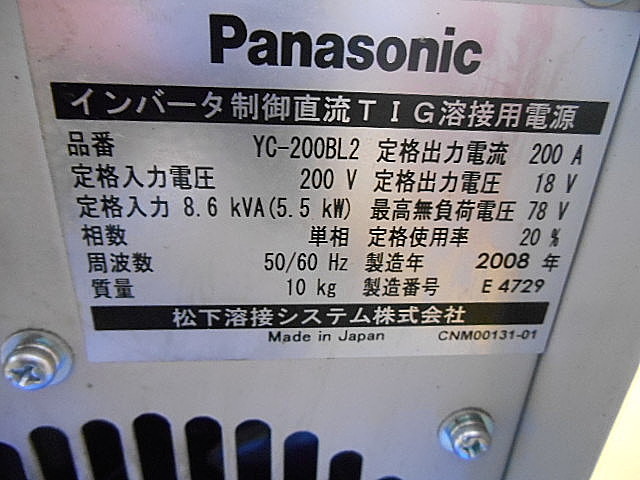 Panasonic
インバータ制御直流TIG溶接用電源
品番 YC-200BL2 定格出力電流 200 A
定格入力電圧 200 V 定格出力電圧 18 V
定格入力 8.6 kVA(5.5 kW) 最高無負荷電圧 78 V
相数 単相 定格使用率 20 %
周波数 50/60 Hz 製造年 2008 年
質量 10 kg 製造番号 E 4729
松下溶接システム株式会社
Made in Japan CNM00131-01